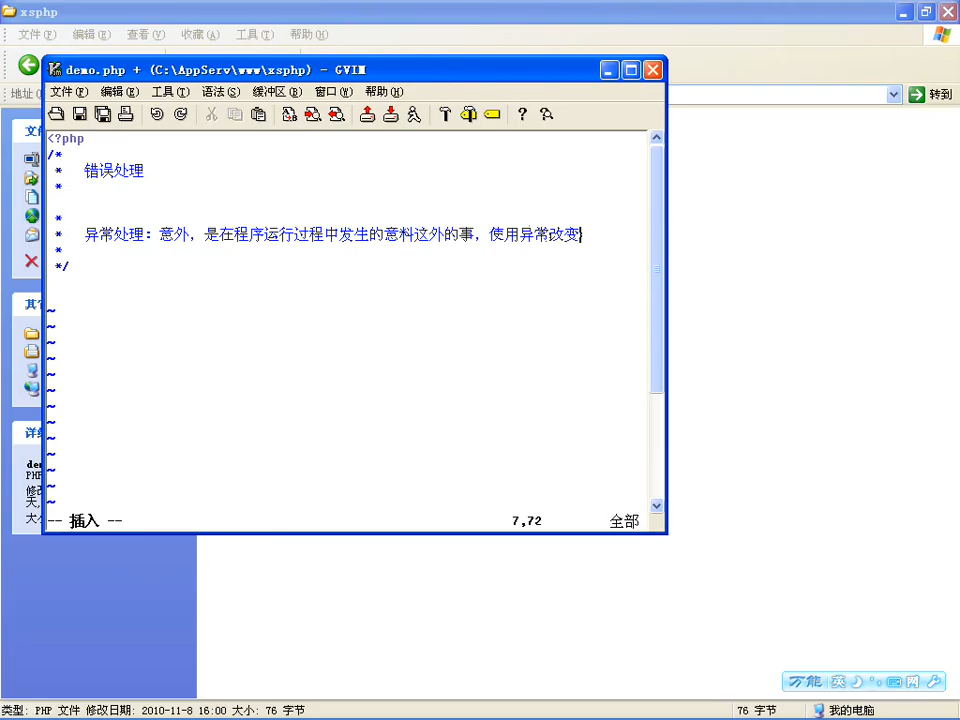 xsphp
文件(F) 编辑(E) 查看(V) 收藏(A) 工具(T) 帮助(H)
地址 转到
demo.php + (C:\AppServ\www\xsphp) - GVIM
文件(F) 编辑(E) 工具(T) 语法(S) 缓冲区(B) 窗口(W) 帮助(H)
<?php
/*
* 错误处理
*
*
* 异常处理：意外，是在程序运行过程中发生的意料这外的事，使用异常改变
*
*/
~
~
~
~
~
~
~
~
~
~
~
~
~
-- 插入 -- 7,72 全部
万能 英
类型: PHP 文件 修改日期: 2010-11-8 16:00 大小: 76 字节 76 字节 我的电脑